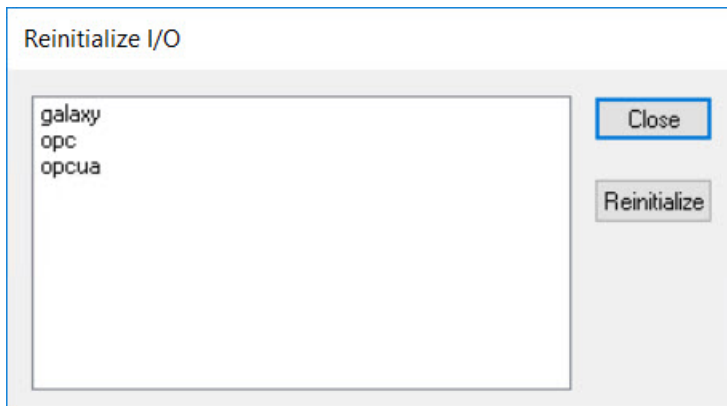 Reinitialize I/O
galaxy
opc
opcua
Close
Reinitialize